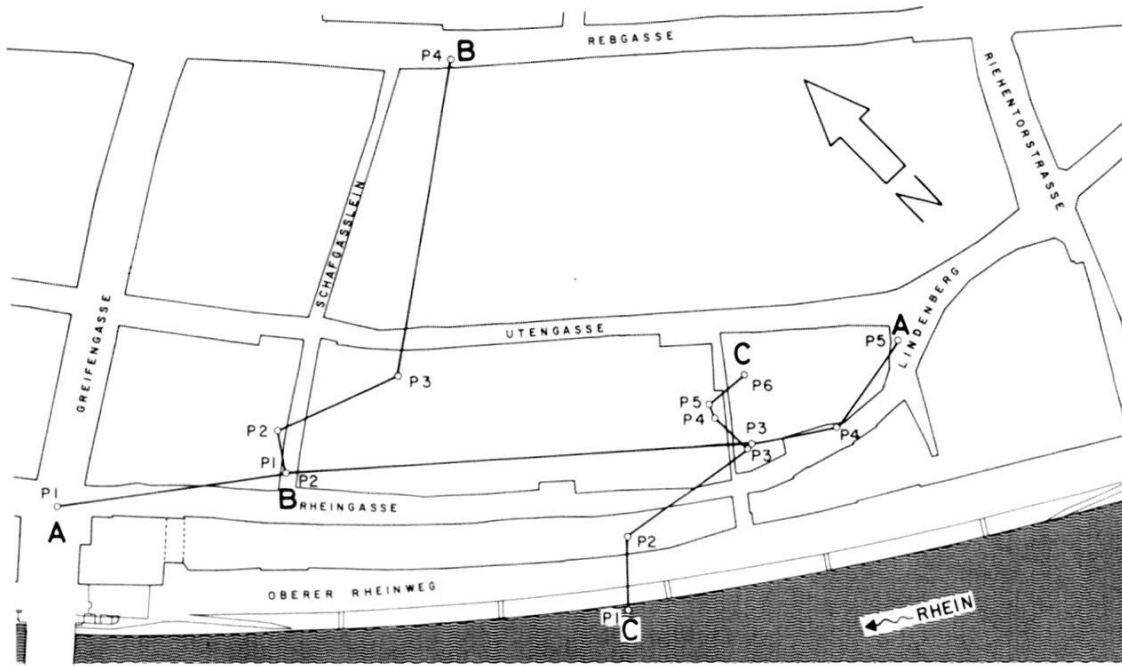 P4 B
REBGASSE
RIEHENTORSTRASSE
N
SCHAFGASSLEIN
GREIFENGASSE
UTENGASSE
LINDENBERG
A
P5
C
P6
P3
P5
P4
P2
P4
P3
P3
P1
P2
P1
B
RHEINGASSE
A
P2
OBERER RHEINWEG
P1
C
RHEIN